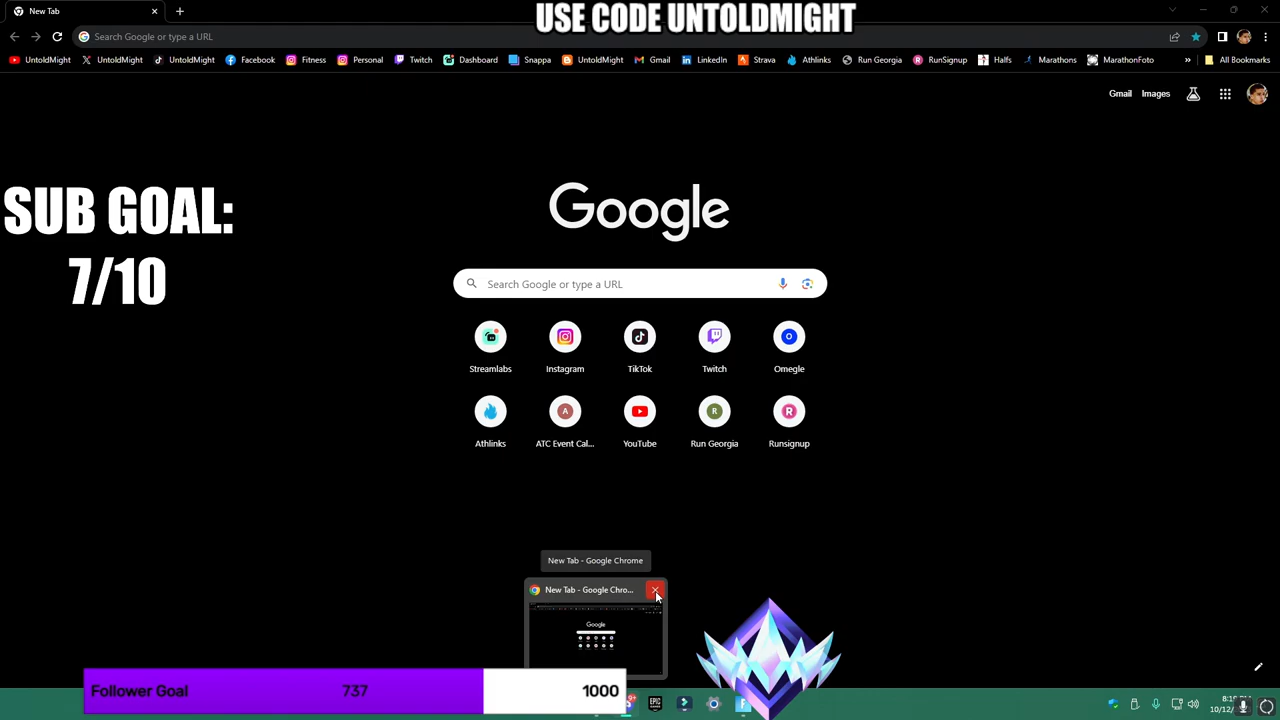 New Tab
USE CODE UNTOLDMIGHT
Search Google or type a URL
UntoldMight
UntoldMight
UntoldMight
Facebook
Fitness
Personal
Twitch
Dashboard
Snappa
UntoldMight
Gmail
LinkedIn
Strava
Athlinks
Run Georgia
RunSignup
Halfs
Marathons
MarathonFoto
»
All Bookmarks
Gmail
Images
SUB GOAL:
7/10
Google
Search Google or type a URL
Streamlabs
Instagram
TikTok
Twitch
O
Omegle
Athlinks
A
ATC Event Cal...
YouTube
R
Run Georgia
R
Runsignup
New Tab - Google Chrome
New Tab - Google Chro...
Google
Follower Goal
737
1000
EPIC